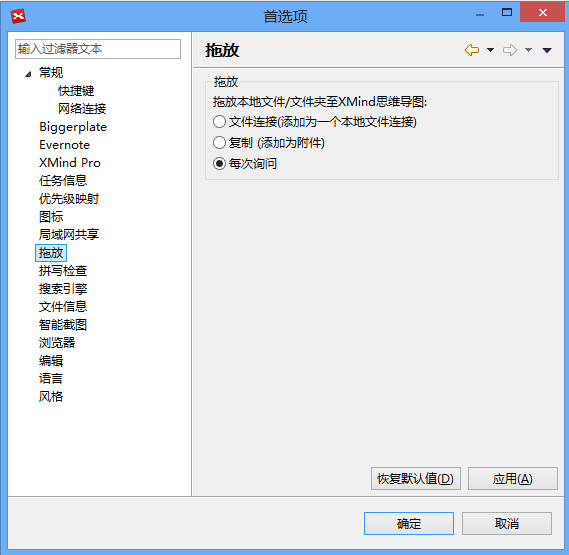 首选项
输入过滤器文本
常规
快捷键
网络连接
Biggerplate
Evernote
XMind Pro
任务信息
优先级映射
图标
局域网共享
拖放
拼写检查
搜索引擎
文件信息
智能截图
浏览器
编辑
语言
风格
拖放
拖放
拖放本地文件/文件夹至XMind思维导图:
文件连接(添加为一个本地文件连接)
复制 (添加为附件)
每次询问
恢复默认值(D)
应用(A)
确定
取消